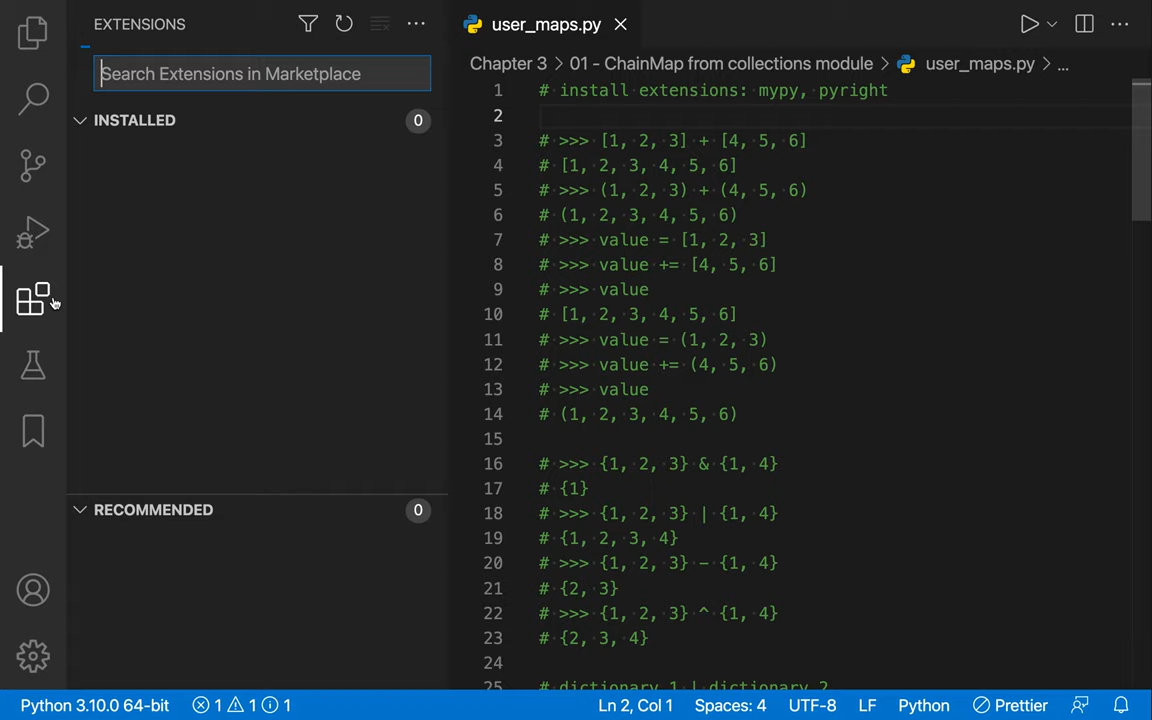 EXTENSIONS
Search Extensions in Marketplace
INSTALLED 0
RECOMMENDED 0
user_maps.py
Chapter 3 > 01 - ChainMap from collections module > user_maps.py > ...
1 # install extensions: mypy, pyright
2
3 # >>> [1, 2, 3] + [4, 5, 6]
4 # [1, 2, 3, 4, 5, 6]
5 # >>> (1, 2, 3) + (4, 5, 6)
6 # (1, 2, 3, 4, 5, 6)
7 # >>> value = [1, 2, 3]
8 # >>> value += [4, 5, 6]
9 # >>> value
10 # [1, 2, 3, 4, 5, 6]
11 # >>> value = (1, 2, 3)
12 # >>> value += (4, 5, 6)
13 # >>> value
14 # (1, 2, 3, 4, 5, 6)
15
16 # >>> {1, 2, 3} & {1, 4}
17 # {1}
18 # >>> {1, 2, 3} | {1, 4}
19 # {1, 2, 3, 4}
20 # >>> {1, 2, 3} - {1, 4}
21 # {2, 3}
22 # >>> {1, 2, 3} ^ {1, 4}
23 # {2, 3, 4}
24
25 # dictionary_1 | dictionary_2
Python 3.10.0 64-bit 1 1 1 Ln 2, Col 1 Spaces: 4 UTF-8 LF Python Prettier